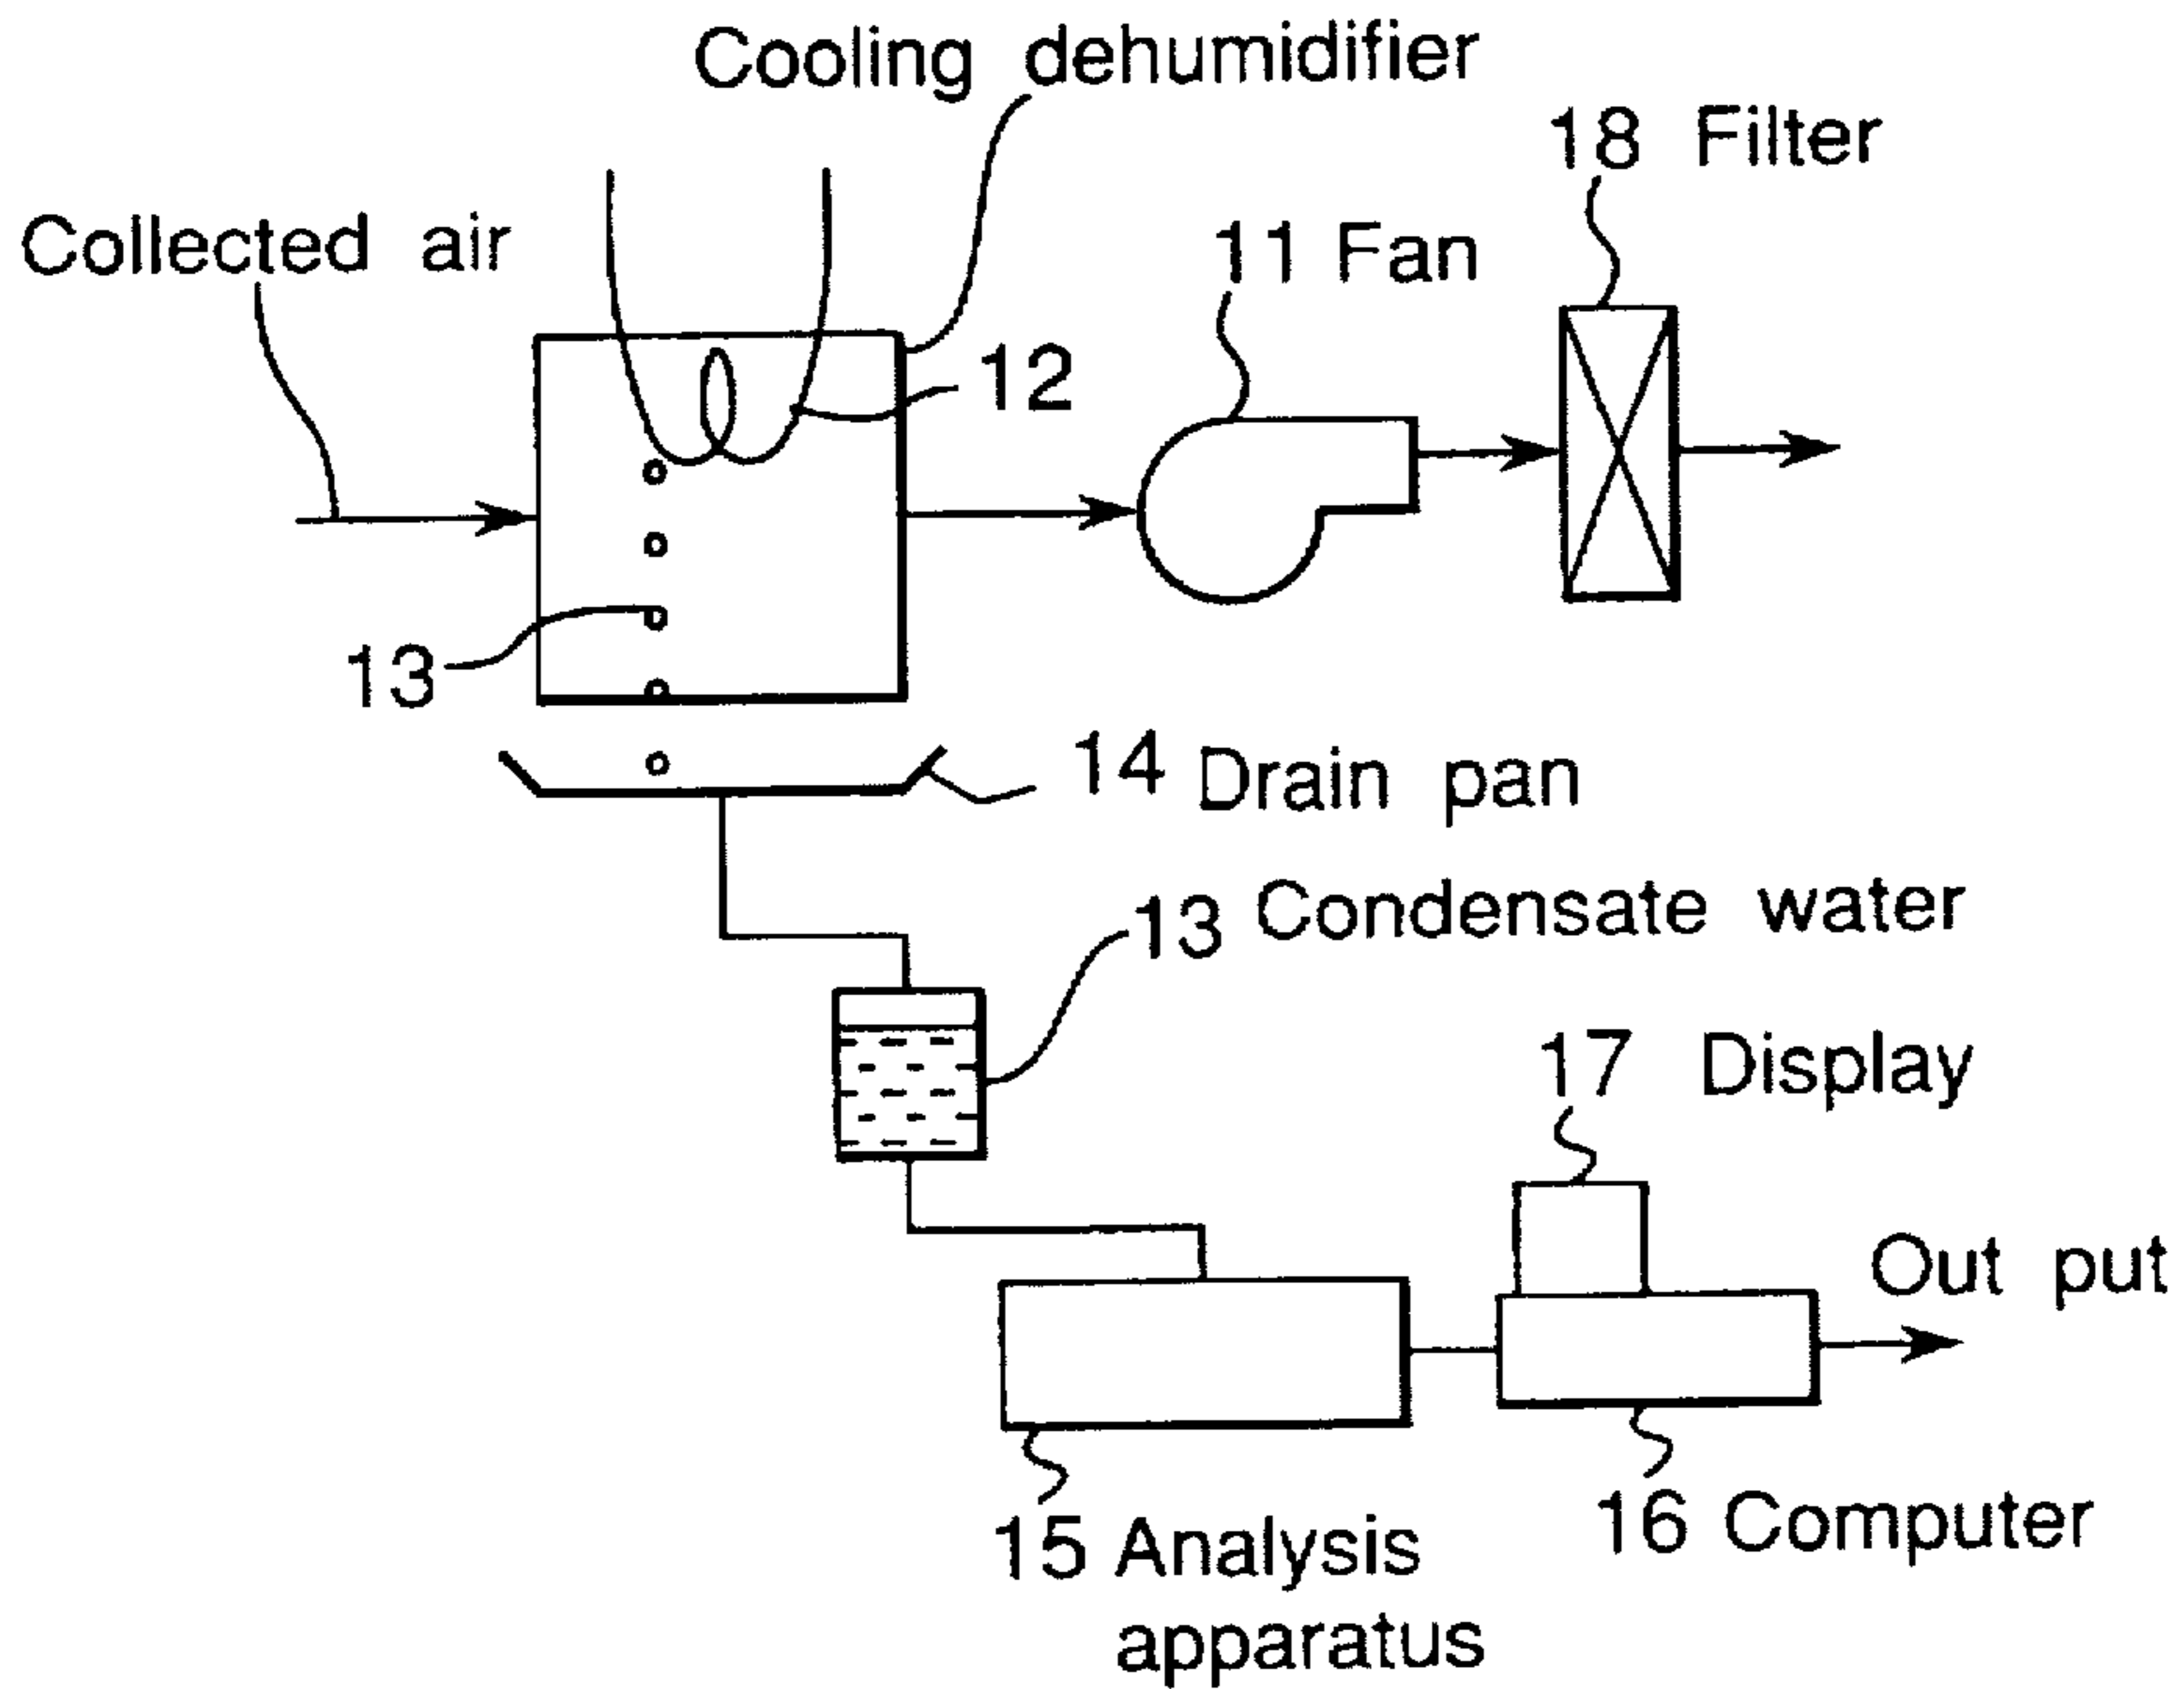 Cooling dehumidifier
18 Filter
Collected air
11 Fan
12
13
14 Drain pan
13 Condensate water
17 Display
Out put
16 Computer
15 Analysis
apparatus